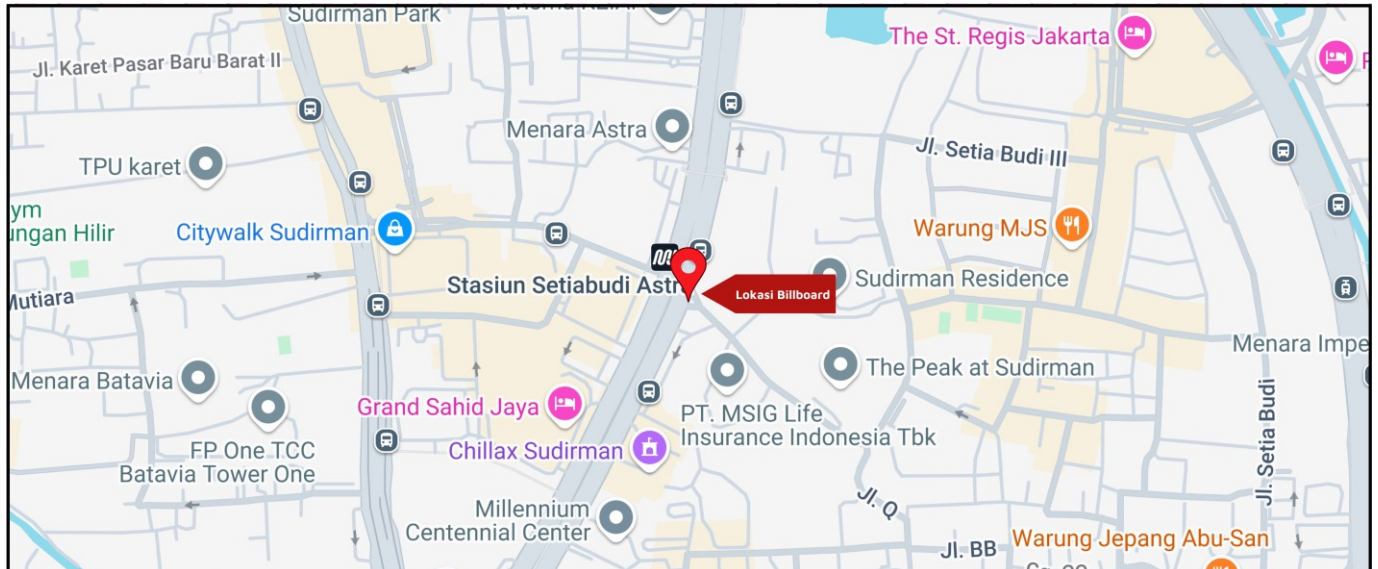 Sudirman Park
The St. Regis Jakarta
Jl. Karet Pasar Baru Barat II
Menara Astra
Jl. Setia Budi III
TPU karet
ym
ungan Hilir
Citywalk Sudirman
Warung MJS
Stasiun Setiabudi Astra
Lokasi Billboard
Sudirman Residence
Mutiara
Menara Impe
Menara Batavia
The Peak at Sudirman
Grand Sahid Jaya
PT. MSIG Life
Insurance Indonesia Tbk
FP One TCC
Batavia Tower One
Chillax Sudirman
Jl. Setia Budi
Millennium
Centennial Center
Jl. Q
Jl. BB
Warung Jepang Abu-San